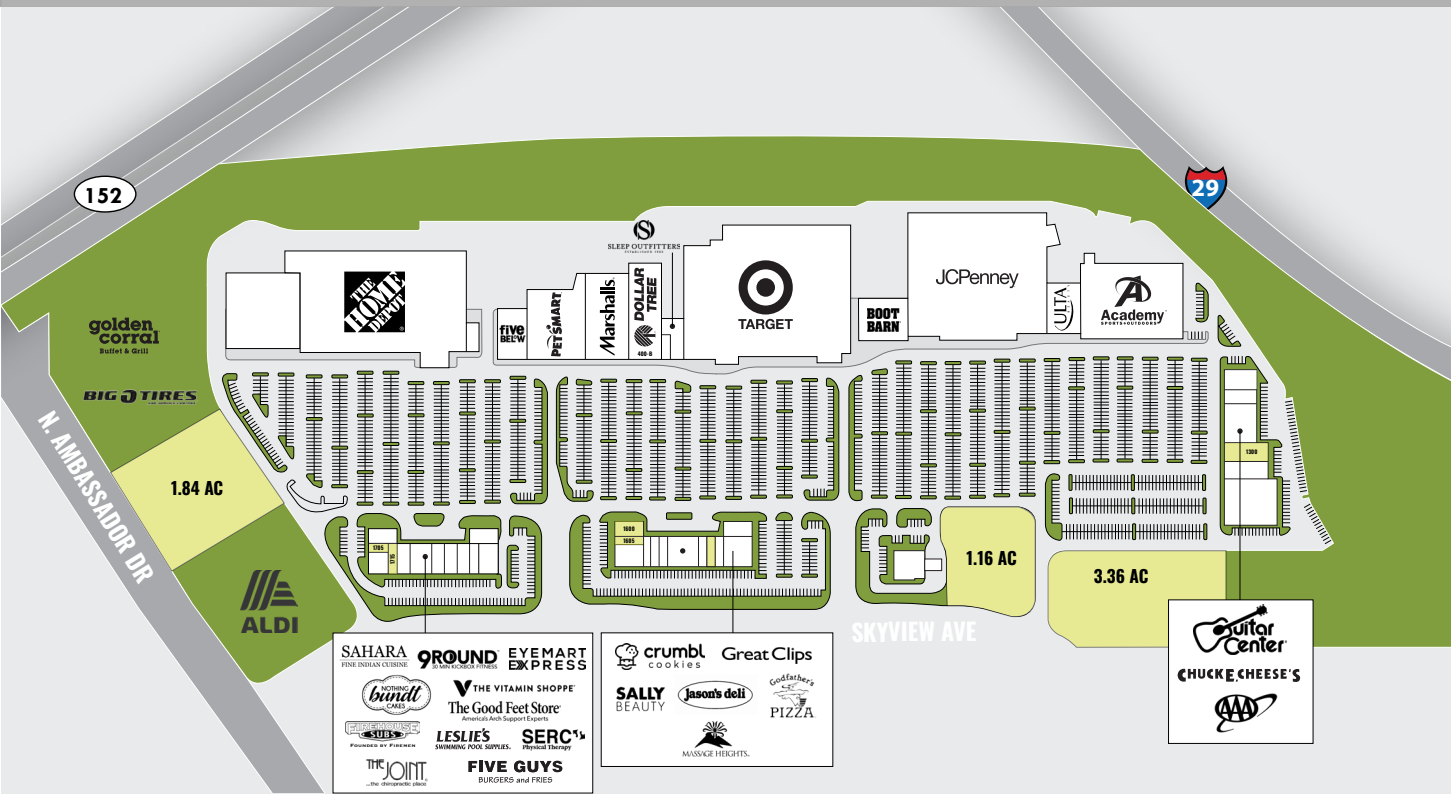 152
29
SLEEP OUTFITTERS
THE
HOME
DEPOT
TARGET
JCPenney
BOOT
BARN
ULTA
Academy
SPORTS+OUTDOORS
five
BELOW
PETSMART
Marshalls
DOLLAR
TREE
400-B
golden
corral
Buffet & Grill
BIG O TIRES
N. AMBASSADOR DR
1.84 AC
ALDI
1705
1715
1600
1605
1300
1.16 AC
3.36 AC
SKYVIEW AVE
SAHARA
FINE INDIAN CUISINE
9ROUND
30 MIN KICKBOX FITNESS
EYEMART
EXPRESS
NOTHING
bundt
CAKES
THE VITAMIN SHOPPE
The Good Feet Store
America's Arch Support Experts
FIREHOUSE
SUBS
FOUNDED BY FIREMEN
LESLIE'S
SWIMMING POOL SUPPLIES.
SERC
Physical Therapy
THE JOINT
...the chiropractic place
FIVE GUYS
BURGERS and FRIES
crumbl
cookies
Great Clips
SALLY
BEAUTY
Jason's deli
Godfather's
PIZZA
MASSAGE HEIGHTS
Guitar
Center
CHUCK E. CHEESE'S
AAA